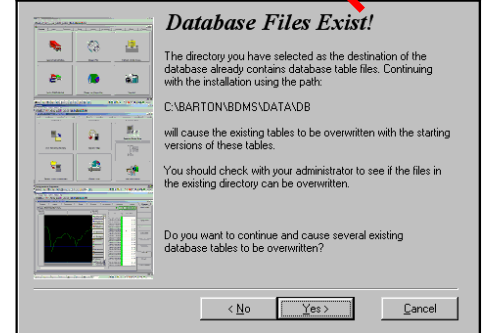 Database Files Exist!
The directory you have selected as the destination of the
database already contains database table files. Continuing
with the installation using the path:
C:\BARTON\BDMS\DATA\DB
will cause the existing tables to be overwritten with the starting
versions of these tables.
You should check with your administrator to see if the files in
the existing directory can be overwritten.
Do you want to continue and cause several existing
database tables to be overwritten?
< No
Yes >
Cancel